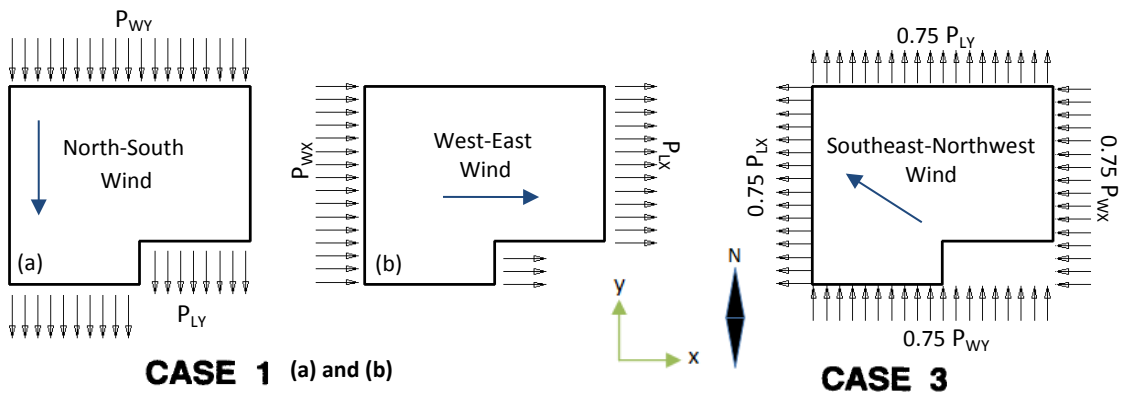 P_WY
North-South
Wind
(a)
P_LY
P_WX
West-East
Wind
P_LX
(b)
CASE 1 (a) and (b)
N
y
x
0.75 P_LY
0.75 P_LX
Southeast-Northwest
Wind
0.75 P_WX
0.75 P_WY
CASE 3